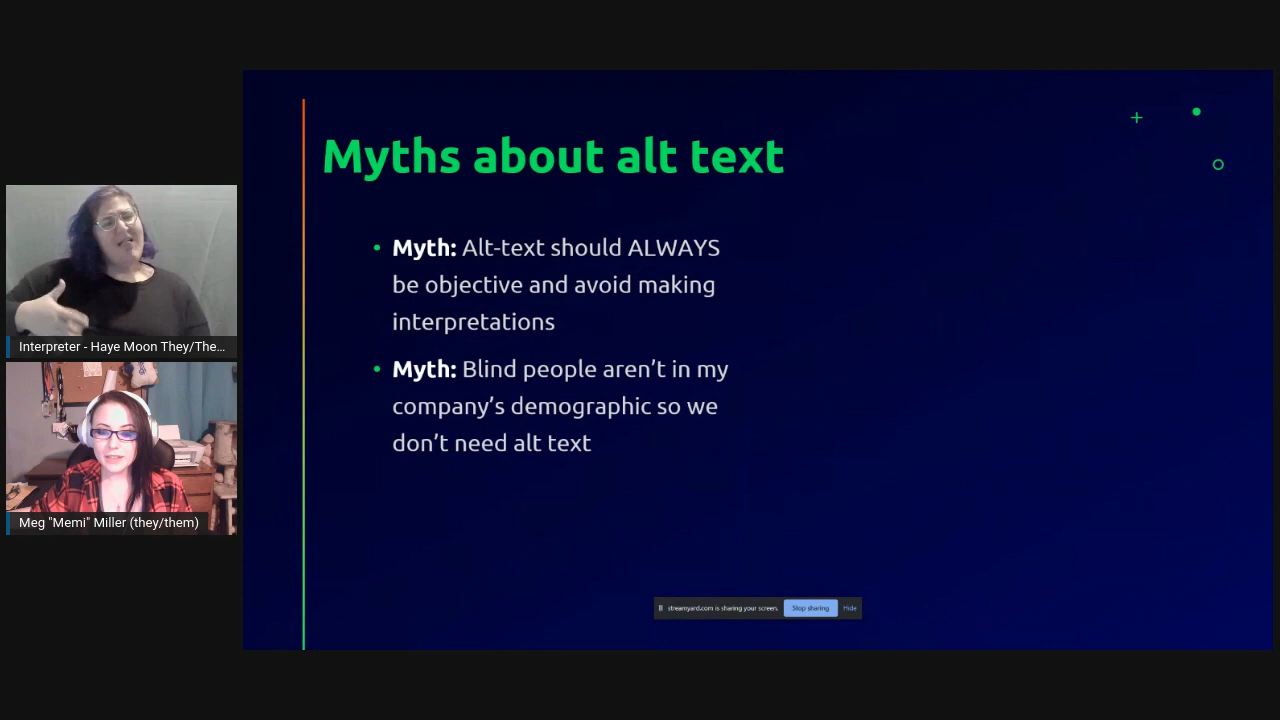 Myths about alt text
• Myth: Alt-text should ALWAYS
be objective and avoid making
interpretations
• Myth: Blind people aren’t in my
company’s demographic so we
don’t need alt text
Interpreter - Haye Moon They/The...
Meg "Memi" Miller (they/them)
streamyard.com is sharing your screen. Stop sharing Hide